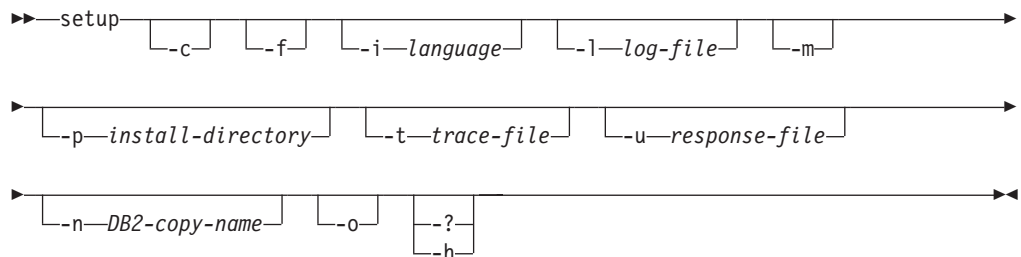 setup -c -f -i language -l log-file -m
-p install-directory -t trace-file -u response-file
-n DB2-copy-name -o -?
-h